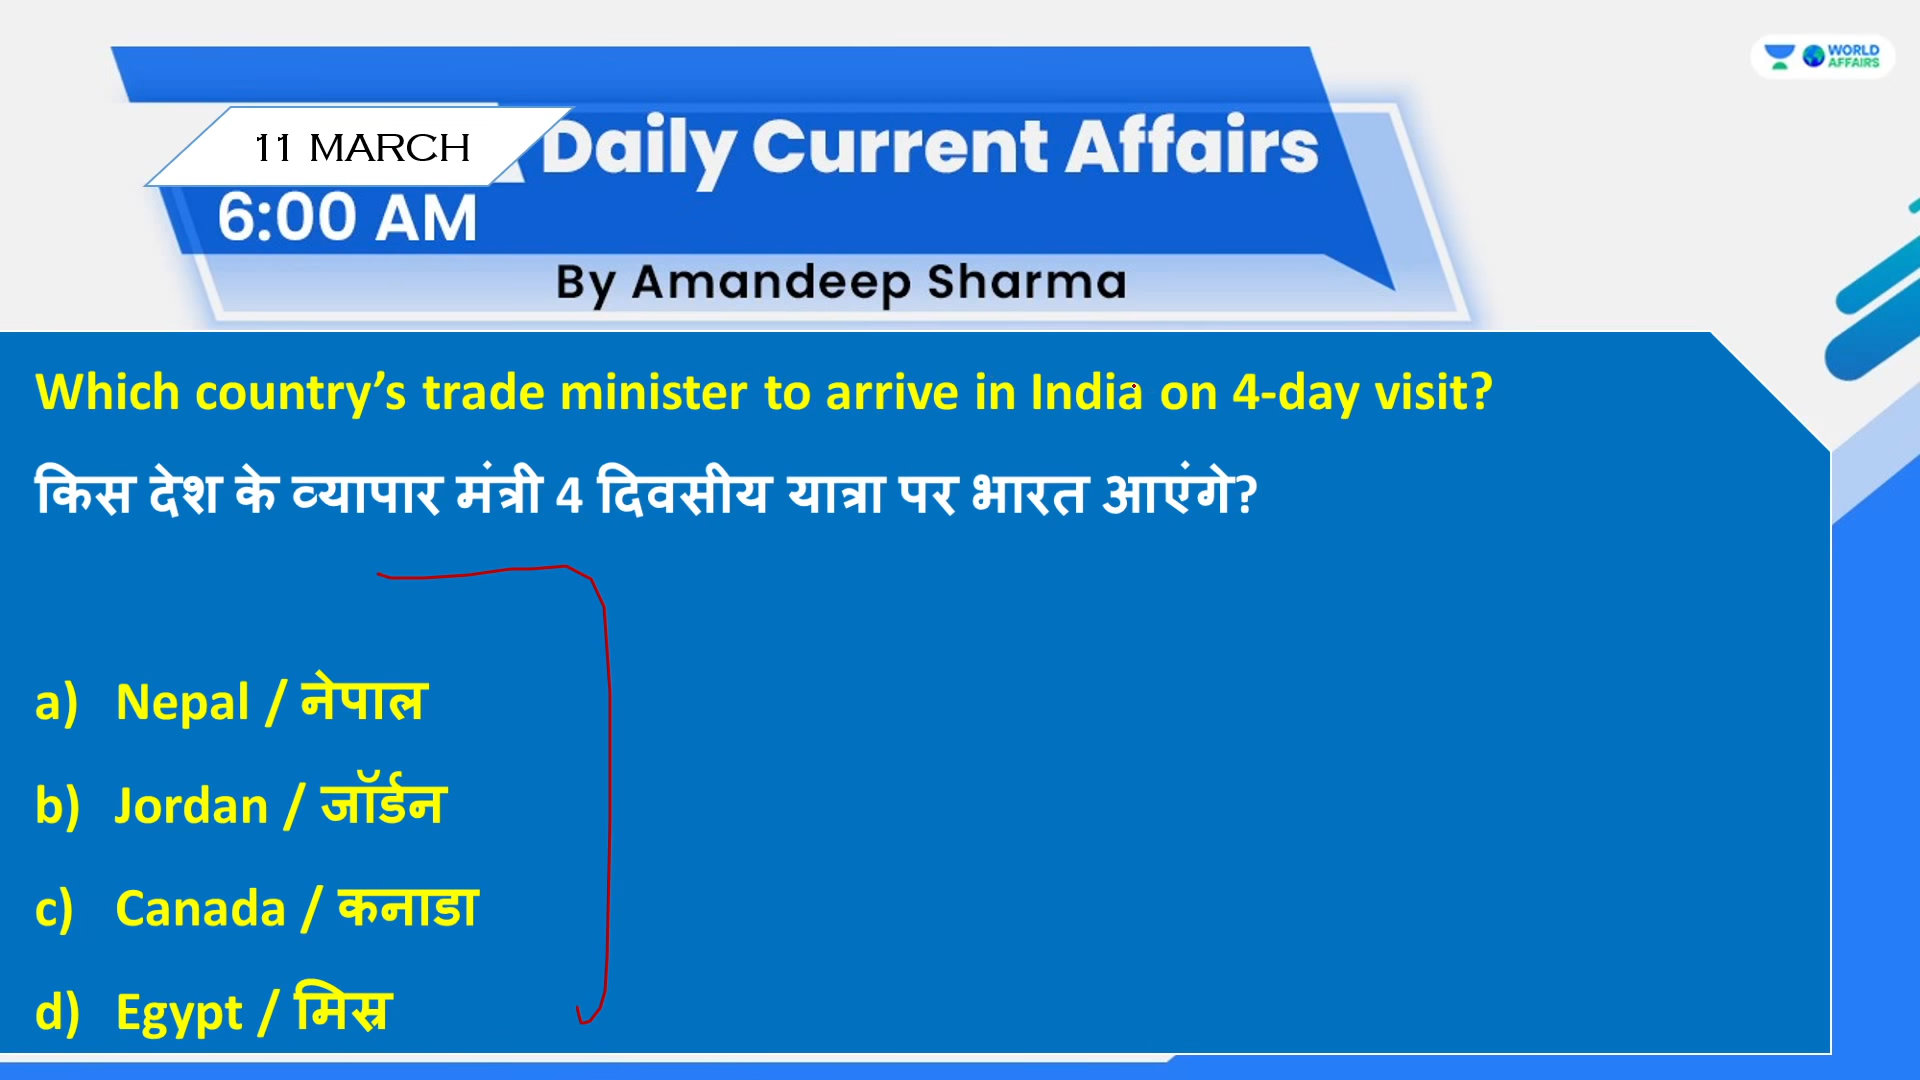 WORLD
AFFAIRS
11 MARCH
Daily Current Affairs
6:00 AM
By Amandeep Sharma
Which country’s trade minister to arrive in India on 4-day visit?
किस देश के व्यापार मंत्री 4 दिवसीय यात्रा पर भारत आएंगे?
a) Nepal / नेपाल
b) Jordan / जॉर्डन
c) Canada / कनाडा
d) Egypt / मिस्र